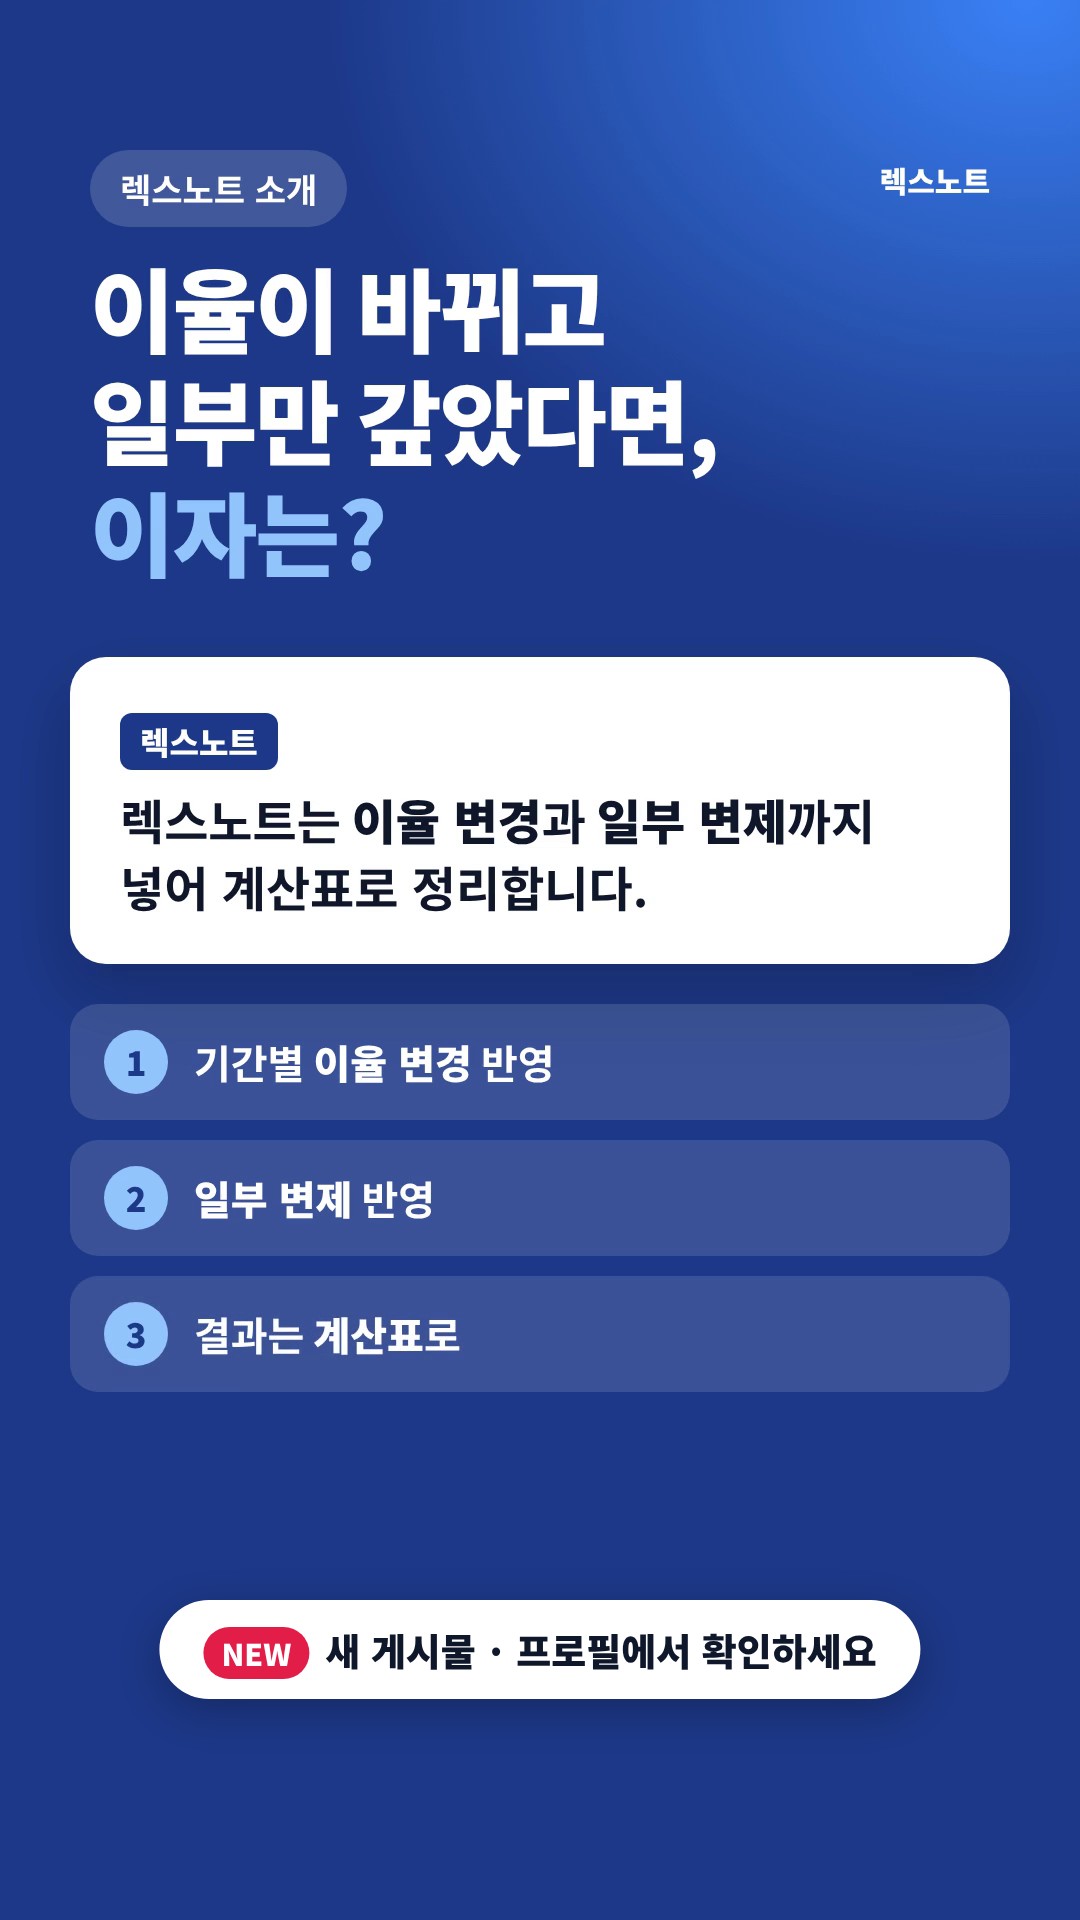 렉스노트 소개
렉스노트
이율이 바뀌고
일부만 갚았다면,
이자는?
렉스노트
렉스노트는 이율 변경과 일부 변제까지
넣어 계산표로 정리합니다.
1 기간별 이율 변경 반영
2 일부 변제 반영
3 결과는 계산표로
NEW 새 게시물 · 프로필에서 확인하세요